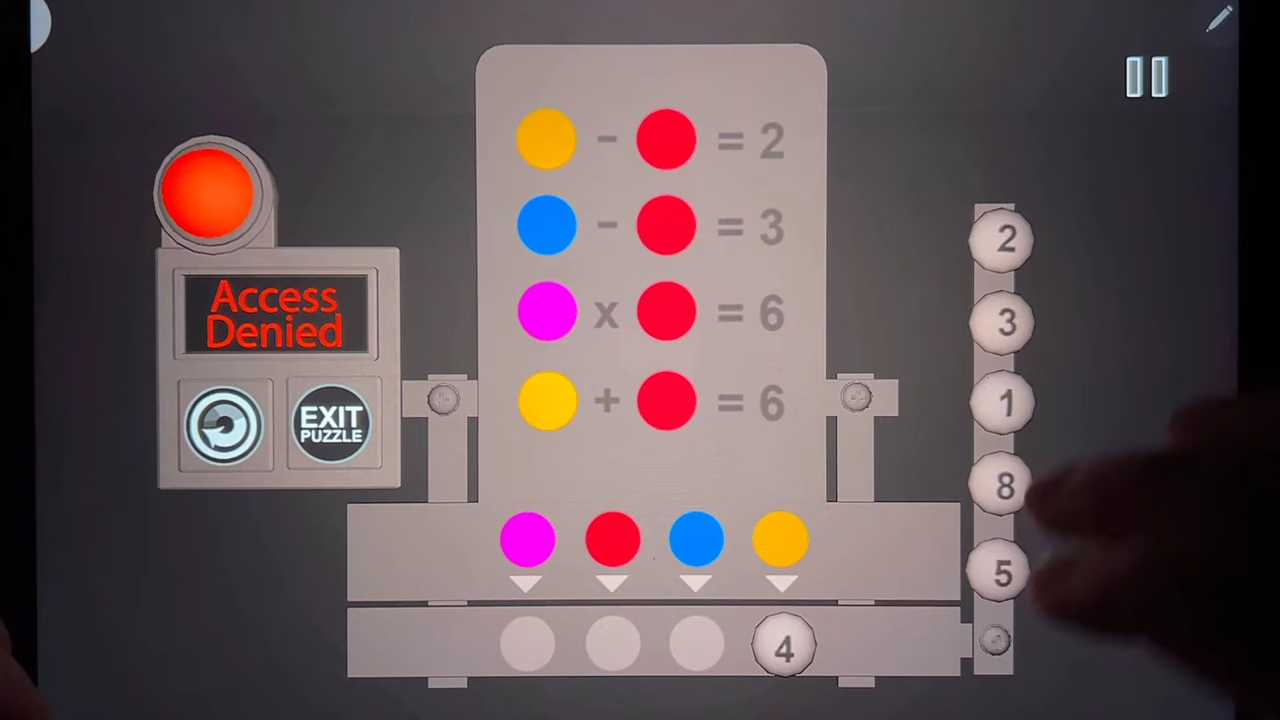 - = 2
- = 3
x = 6
+ = 6
Access
Denied
EXIT
PUZZLE
2
3
1
8
5
4